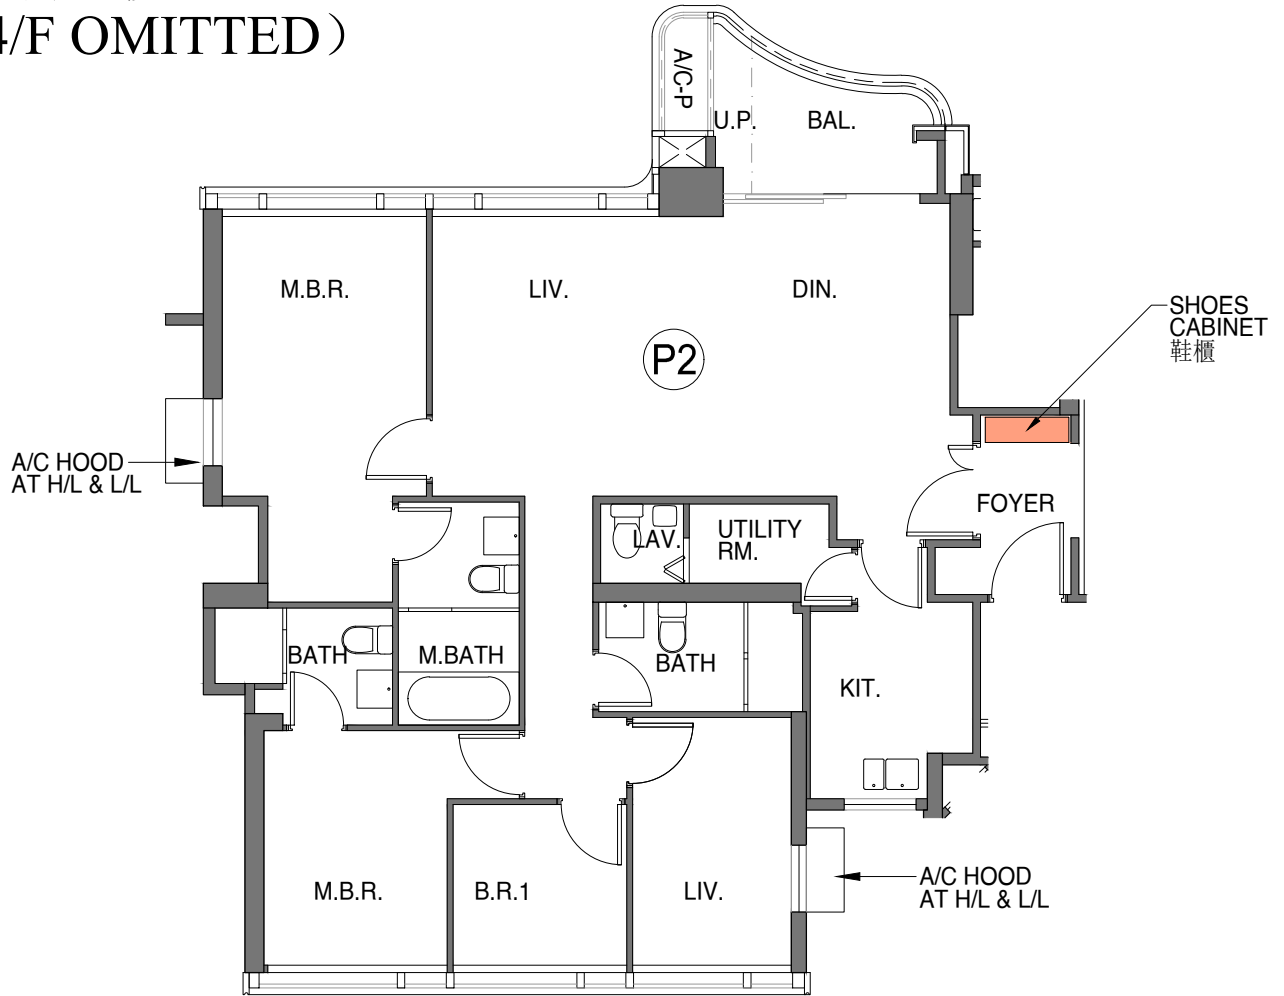 4/F OMITTED）
A/C-P
U.P.
BAL.
M.B.R.
LIV.
DIN.
SHOES
CABINET
鞋櫃
P2
A/C HOOD
AT H/L & L/L
FOYER
LAV.
UTILITY
RM.
BATH
M.BATH
BATH
KIT.
M.B.R.
B.R.1
LIV.
A/C HOOD
AT H/L & L/L